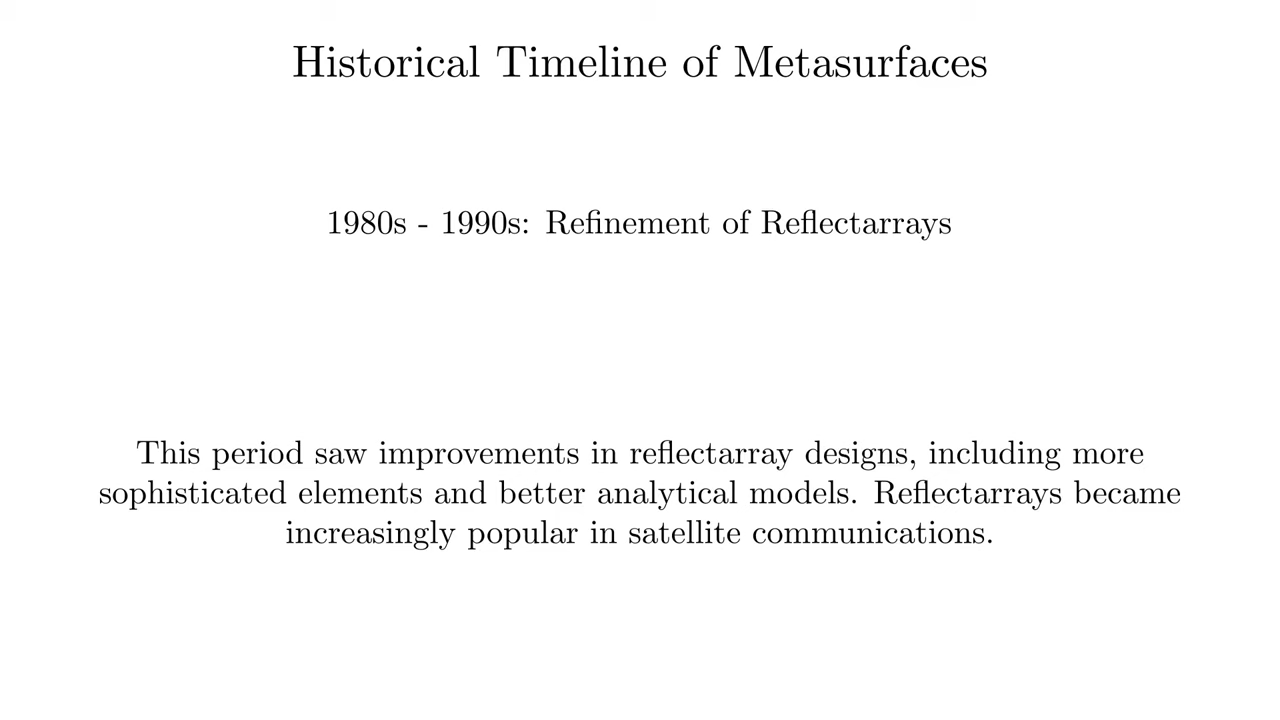 Historical Timeline of Metasurfaces
1980s - 1990s: Refinement of Reflectarrays
This period saw improvements in reflectarray designs, including more
sophisticated elements and better analytical models. Reflectarrays became
increasingly popular in satellite communications.